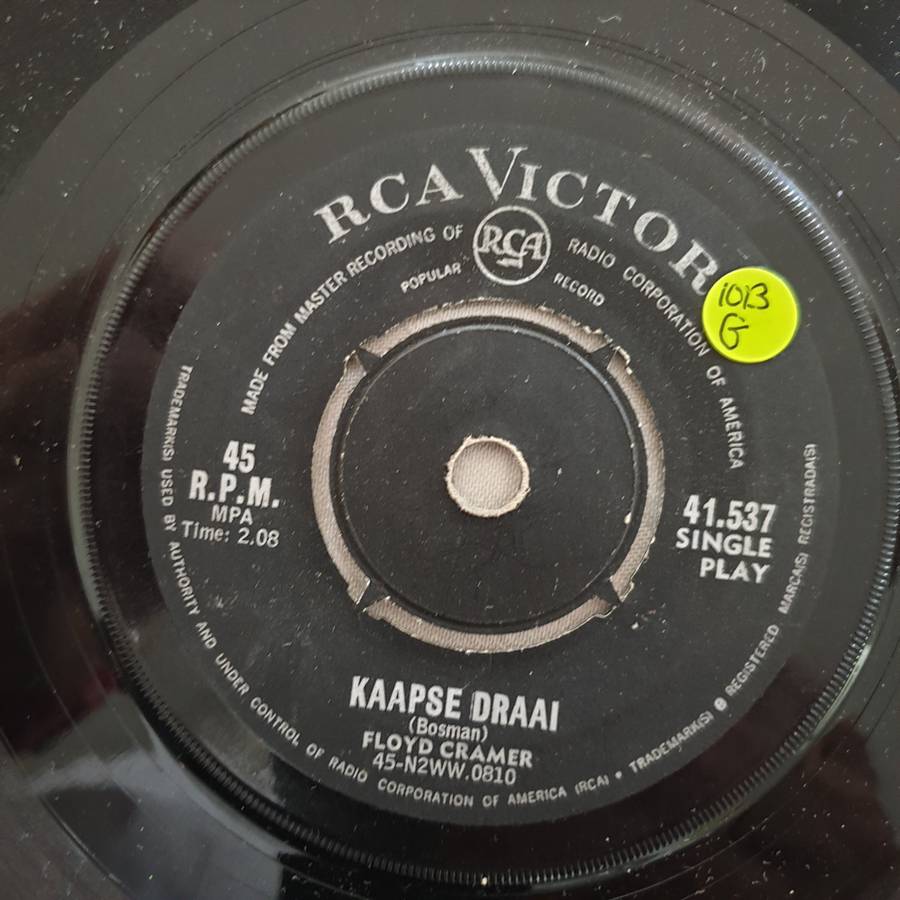 RCA VICTOR
MADE FROM MASTER RECORDING OF RADIO CORPORATION OF AMERICA
RCA
POPULAR RECORD
1013
G
45
R.P.M.
MPA
Time: 2.08
41.537
SINGLE
PLAY
KAAPSE DRAAI
(Bosman)
FLOYD CRAMER
45-N2WW.0810
TRADEMARK(S) USED BY AUTHORITY AND UNDER CONTROL OF RADIO CORPORATION OF AMERICA (RCA) • TRADEMARK(S) ® REGISTERED MARCA(S) REGISTRADA(S)